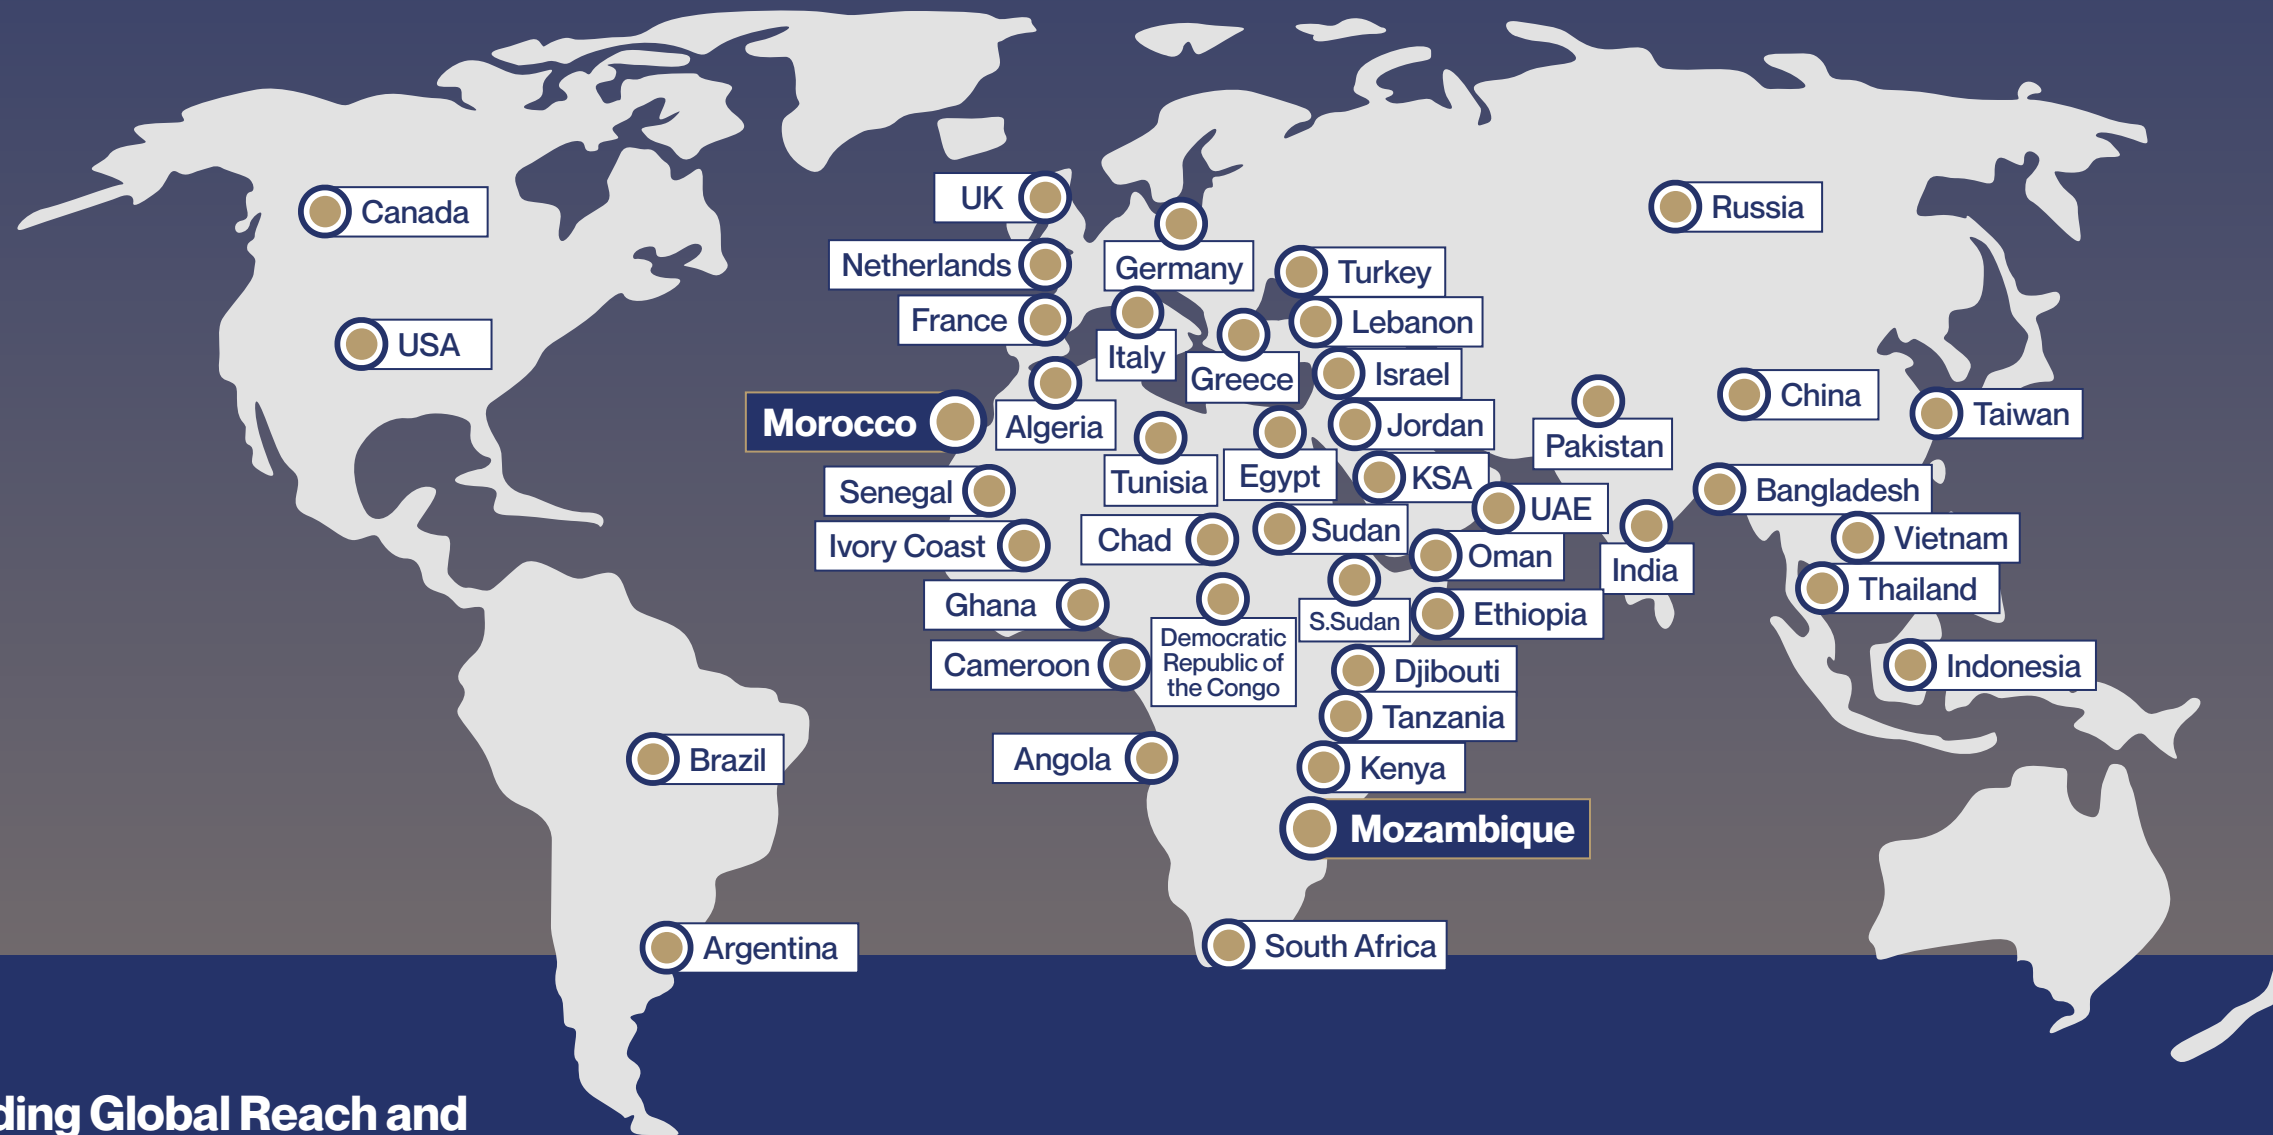 Canada
USA
Brazil
Argentina
UK
Netherlands
France
Germany
Italy
Greece
Turkey
Lebanon
Israel
Jordan
KSA
UAE
Oman
Morocco
Algeria
Tunisia
Egypt
Senegal
Ivory Coast
Chad
Sudan
Ghana
Cameroon
Democratic
Republic of
the Congo
S.Sudan
Ethiopia
Djibouti
Tanzania
Kenya
Angola
Mozambique
South Africa
Russia
Pakistan
India
China
Taiwan
Bangladesh
Vietnam
Thailand
Indonesia
ding Global Reach and